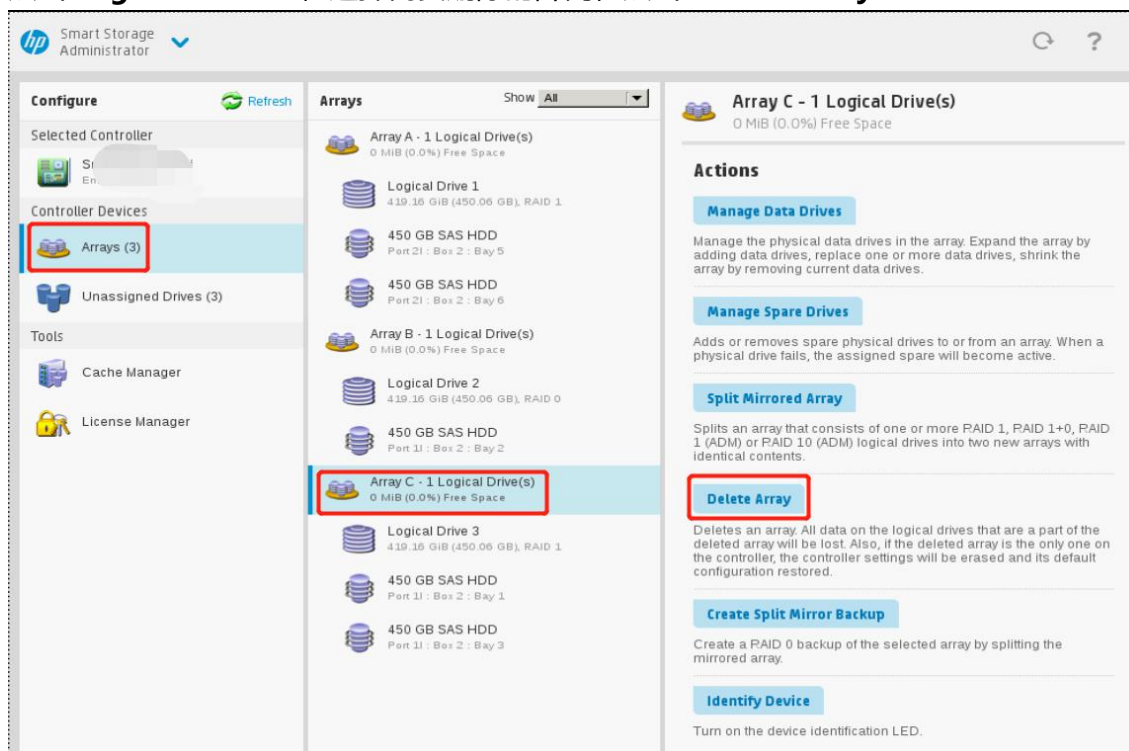 hp Smart Storage
Administrator
?
Configure
Refresh
Selected Controller
Controller Devices
Arrays (3)
Unassigned Drives (3)
Tools
Cache Manager
License Manager
Arrays
Show All
Array A - 1 Logical Drive(s)
0 MiB (0.0%) Free Space
Logical Drive 1
419.16 GiB (450.06 GB), RAID 1
450 GB SAS HDD
Port 2I : Box 2 : Bay 5
450 GB SAS HDD
Port 2I : Box 2 : Bay 6
Array B - 1 Logical Drive(s)
0 MiB (0.0%) Free Space
Logical Drive 2
419.16 GiB (450.06 GB), RAID 0
450 GB SAS HDD
Port 1I : Box 2 : Bay 2
Array C - 1 Logical Drive(s)
0 MiB (0.0%) Free Space
Logical Drive 3
419.16 GiB (450.06 GB), RAID 1
450 GB SAS HDD
Port 1I : Box 2 : Bay 1
450 GB SAS HDD
Port 1I : Box 2 : Bay 3
Array C - 1 Logical Drive(s)
0 MiB (0.0%) Free Space
Actions
Manage Data Drives
Manage the physical data drives in the array. Expand the array by
adding data drives, replace one or more data drives, shrink the
array by removing current data drives.
Manage Spare Drives
Adds or removes spare physical drives to or from an array. When a
physical drive fails, the assigned spare will become active.
Split Mirrored Array
Splits an array that consists of one or more RAID 1, RAID 1+0, RAID
1 (ADM) or RAID 10 (ADM) logical drives into two new arrays with
identical contents.
Delete Array
Deletes an array. All data on the logical drives that are a part of the
deleted array will be lost. Also, if the deleted array is the only one on
the controller, the controller settings will be erased and its default
configuration restored.
Create Split Mirror Backup
Create a RAID 0 backup of the selected array by splitting the
mirrored array.
Identify Device
Turn on the device identification LED.